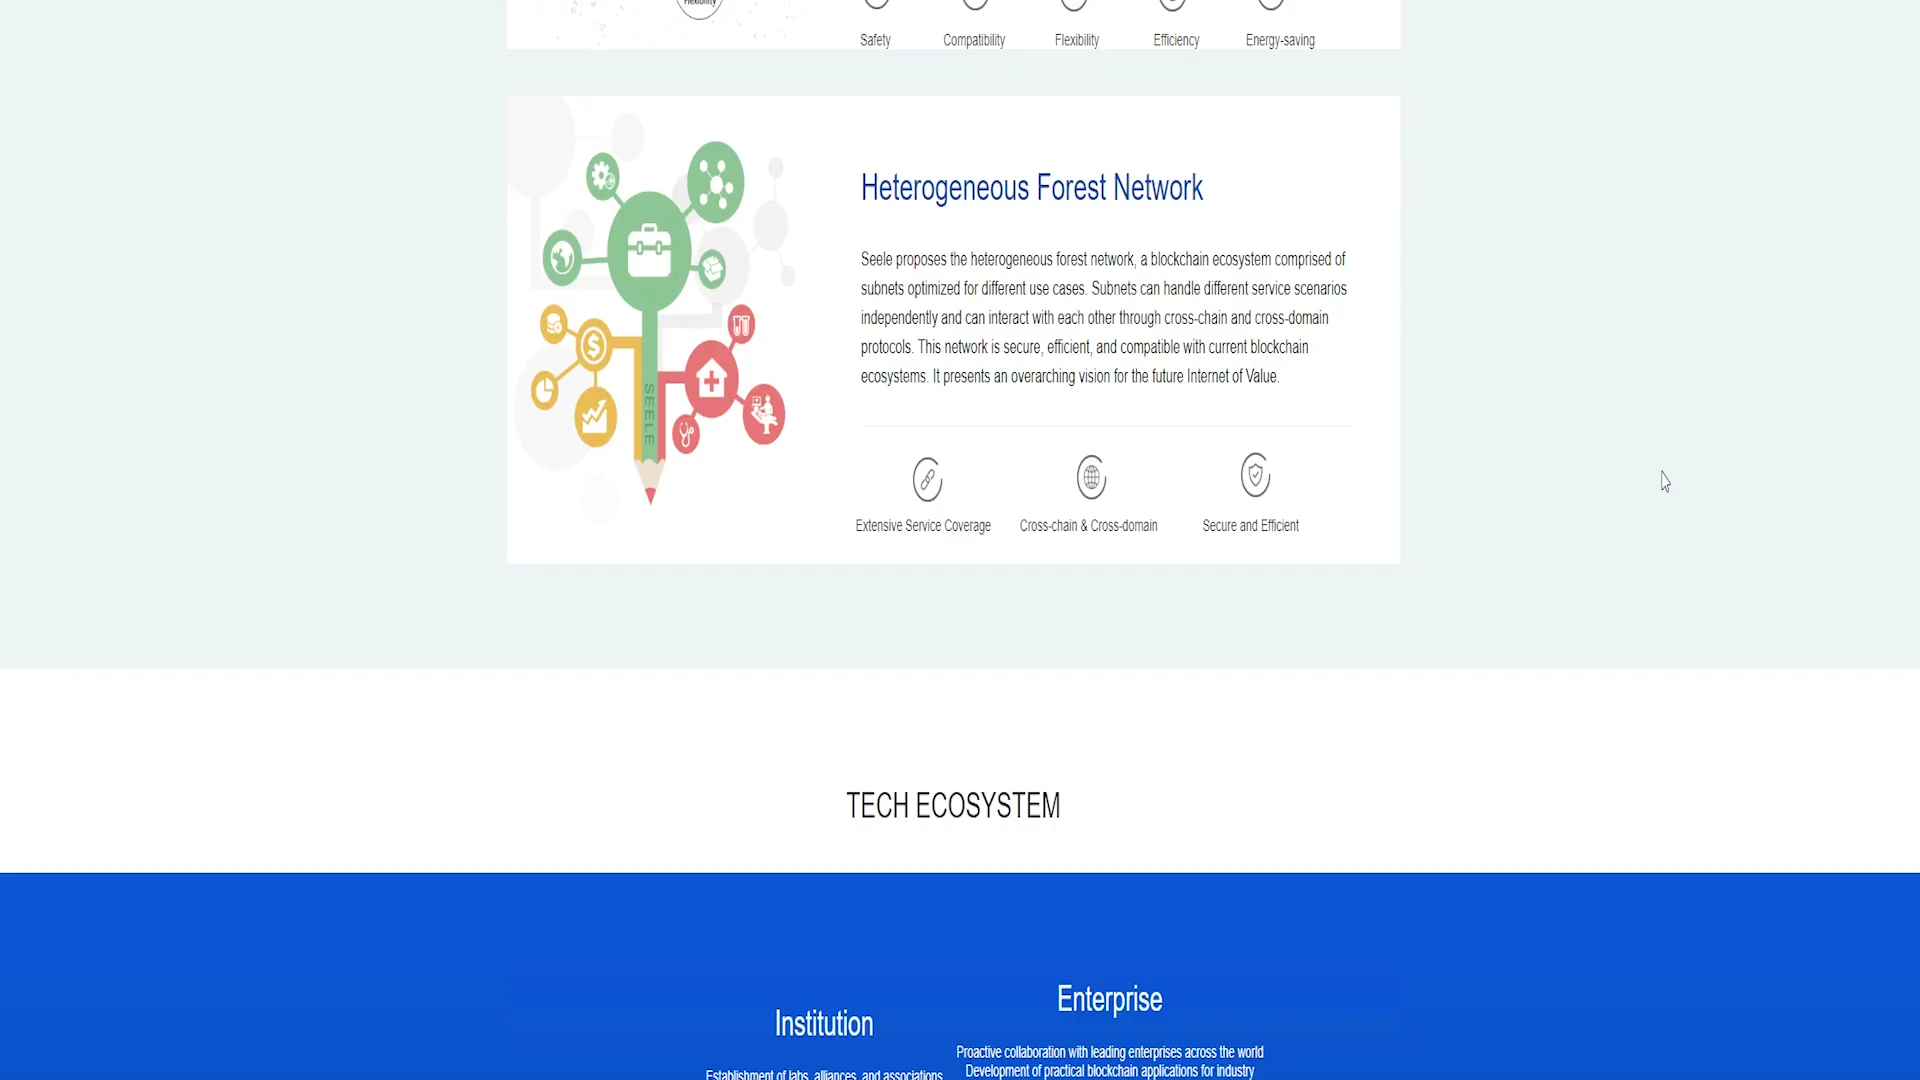 Flexibility
Safety
Compatibility
Flexibility
Efficiency
Energy-saving
SEELE
Heterogeneous Forest Network
Seele proposes the heterogeneous forest network, a blockchain ecosystem comprised of
subnets optimized for different use cases. Subnets can handle different service scenarios
independently and can interact with each other through cross-chain and cross-domain
protocols. This network is secure, efficient, and compatible with current blockchain
ecosystems. It presents an overarching vision for the future Internet of Value.
Extensive Service Coverage
Cross-chain & Cross-domain
Secure and Efficient
TECH ECOSYSTEM
Institution
Establishment of labs, alliances, and associations
Enterprise
Proactive collaboration with leading enterprises across the world
Development of practical blockchain applications for industry